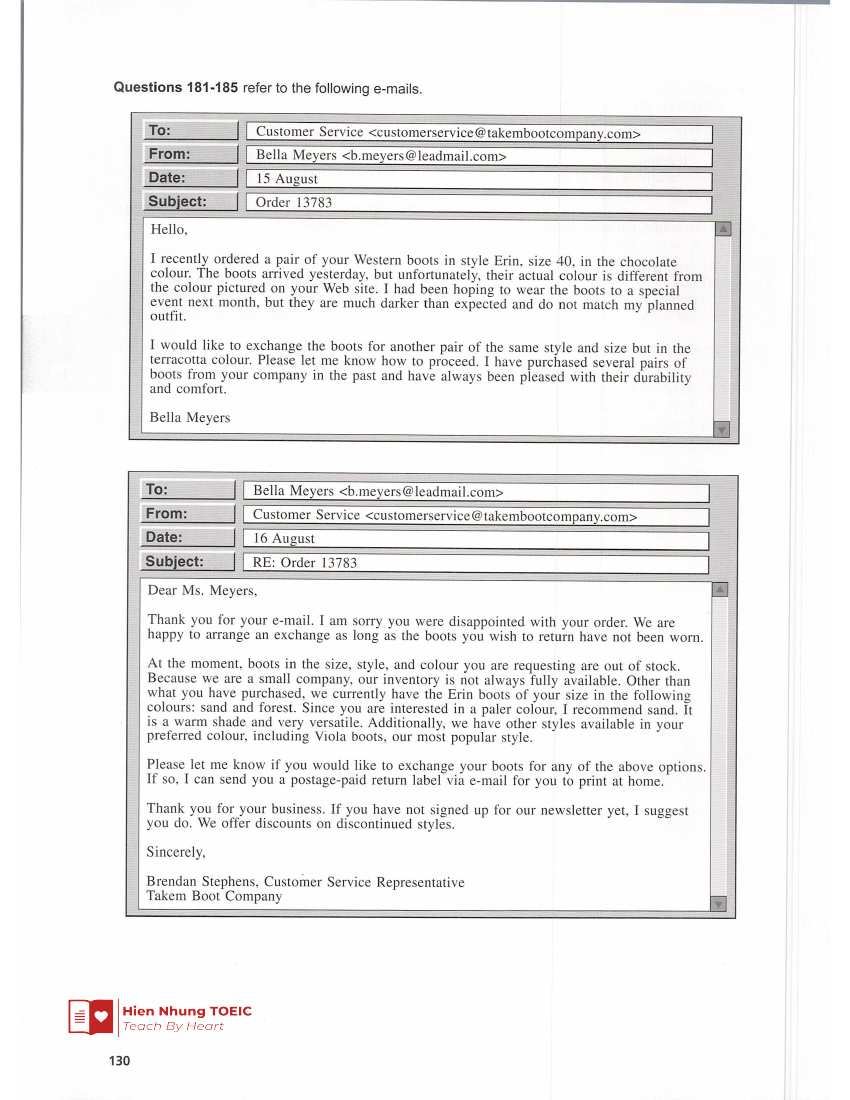 Questions 181-185 refer to the following e-mails.
To:
Customer Service <customerservice@takembootcompany.com>
From:
Bella Meyers <b.meyers@leadmail.com>
Date:
15 August
Subject:
Order 13783
Hello,
I recently ordered a pair of your Western boots in style Erin, size 40, in the chocolate
colour. The boots arrived yesterday, but unfortunately, their actual colour is different from
the colour pictured on your Web site. I had been hoping to wear the boots to a special
event next month, but they are much darker than expected and do not match my planned
outfit.
I would like to exchange the boots for another pair of the same style and size but in the
terracotta colour. Please let me know how to proceed. I have purchased several pairs of
boots from your company in the past and have always been pleased with their durability
and comfort.
Bella Meyers
To:
Bella Meyers <b.meyers@leadmail.com>
From:
Customer Service <customerservice@takembootcompany.com>
Date:
16 August
Subject:
RE: Order 13783
Dear Ms. Meyers,
Thank you for your e-mail. I am sorry you were disappointed with your order. We are
happy to arrange an exchange as long as the boots you wish to return have not been worn.
At the moment, boots in the size, style, and colour you are requesting are out of stock.
Because we are a small company, our inventory is not always fully available. Other than
what you have purchased, we currently have the Erin boots of your size in the following
colours: sand and forest. Since you are interested in a paler colour, I recommend sand. It
is a warm shade and very versatile. Additionally, we have other styles available in your
preferred colour, including Viola boots, our most popular style.
Please let me know if you would like to exchange your boots for any of the above options.
If so, I can send you a postage-paid return label via e-mail for you to print at home.
Thank you for your business. If you have not signed up for our newsletter yet, I suggest
you do. We offer discounts on discontinued styles.
Sincerely,
Brendan Stephens, Customer Service Representative
Takem Boot Company
Hien Nhung TOEIC
Teach By Heart
130